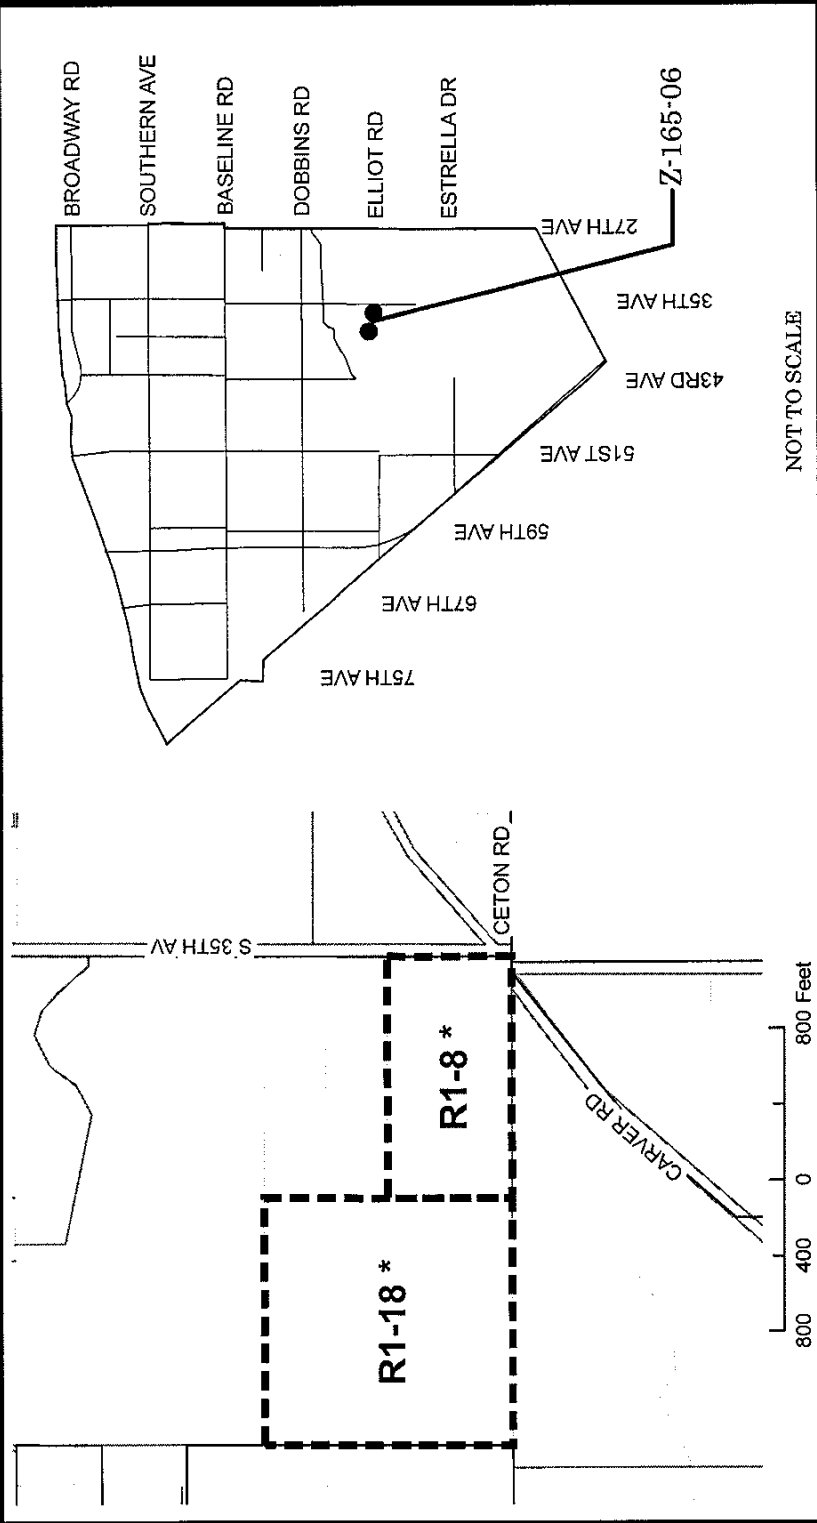 BROADWAY RD
SOUTHERN AVE
BASELINE RD
DOBBINS RD
ELLIOT RD
ESTRELLA DR
Z-165-06
27TH AVE
35TH AVE
43RD AVE
51ST AVE
59TH AVE
67TH AVE
75TH AVE
NOT TO SCALE
S 35TH AV
CETON RD
R1-8 *
R1-18 *
CARVER RD
800 400 0 800 Feet